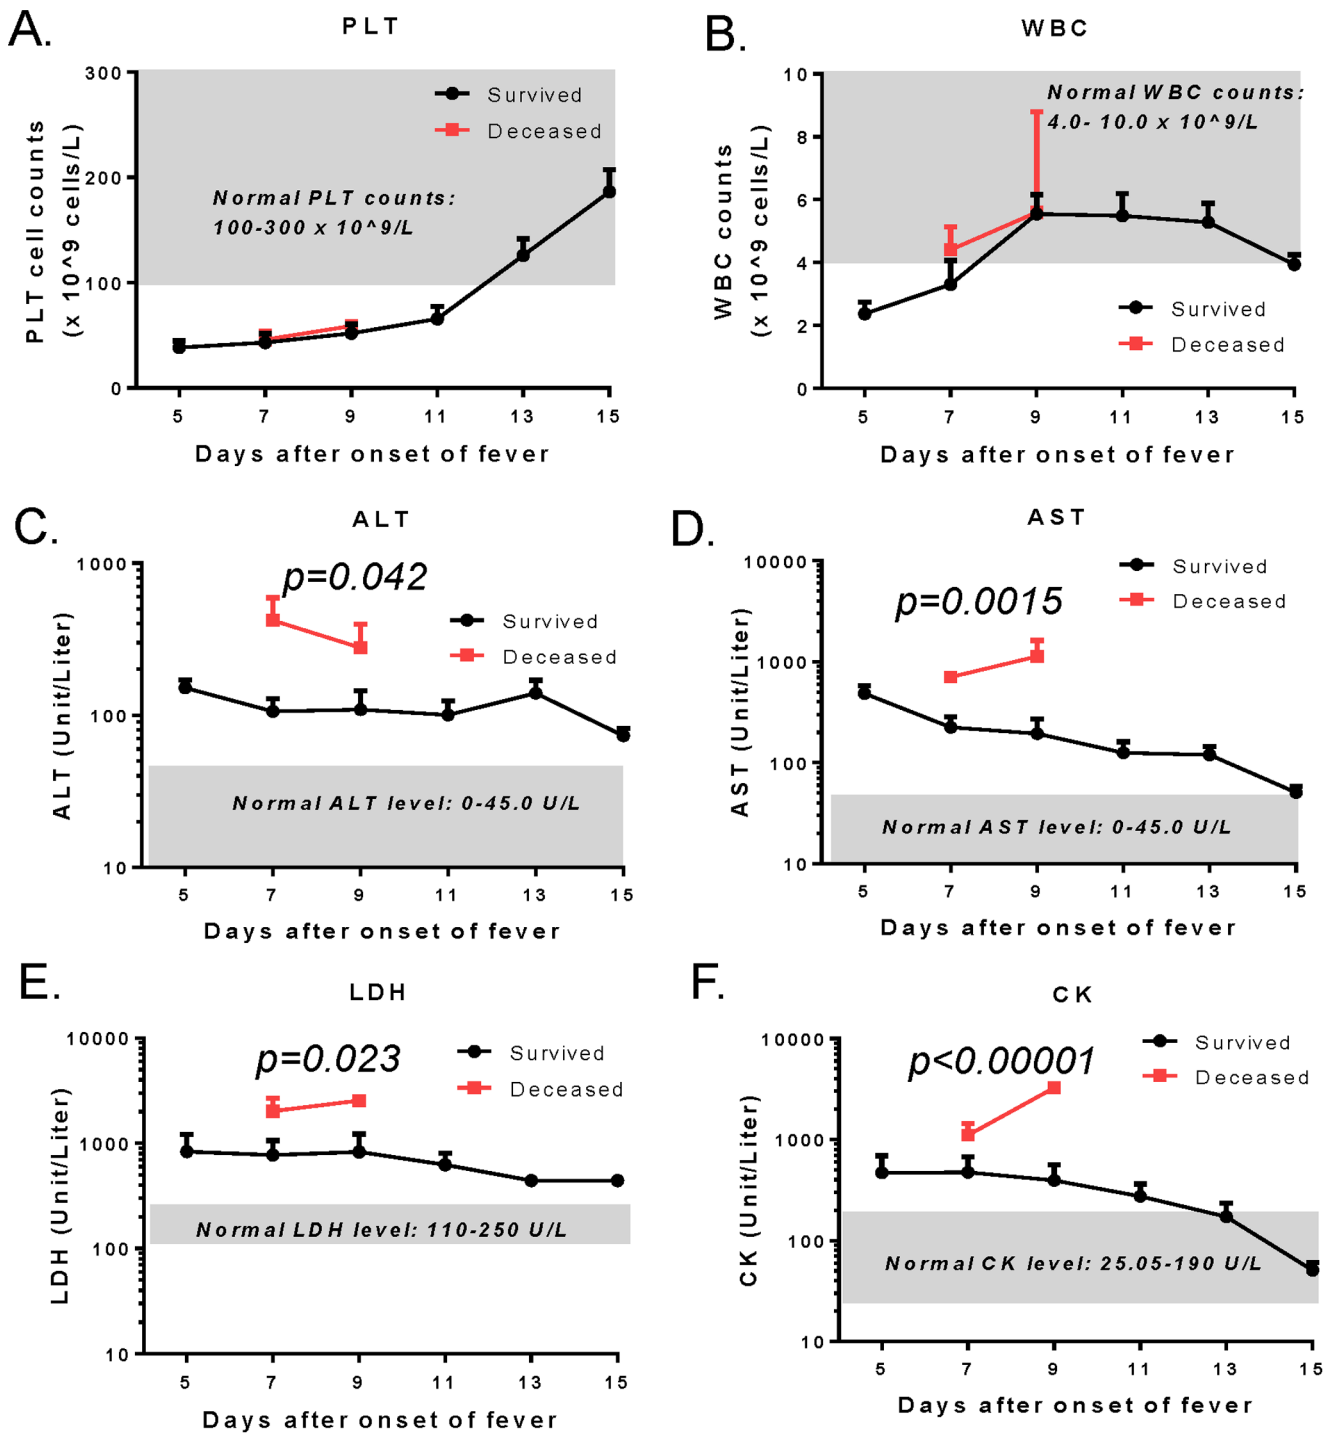 A.
PLT
PLT cell counts
(x 10^9 cells/L)
300
200
100
0
Survived
Deceased
Normal PLT counts:
100-300 x 10^9/L
5 7 9 11 13 15
Days after onset of fever
B.
WBC
WBC counts
(x 10^9 cells/L)
10
8
6
4
2
0
Normal WBC counts:
4.0- 10.0 x 10^9/L
Survived
Deceased
5 7 9 11 13 15
Days after onset of fever
C.
ALT
ALT (Unit/Liter)
1000
100
10
p=0.042
Survived
Deceased
Normal ALT level: 0-45.0 U/L
5 7 9 11 13 15
Days after onset of fever
D.
AST
AST (Unit/Liter)
10000
1000
100
10
p=0.0015
Survived
Deceased
Normal AST level: 0-45.0 U/L
5 7 9 11 13 15
Days after onset of fever
E.
LDH
LDH (Unit/Liter)
10000
1000
100
10
p=0.023
Survived
Deceased
Normal LDH level: 110-250 U/L
5 7 9 11 13 15
Days after onset of fever
F.
CK
CK (Unit/Liter)
10000
1000
100
10
p<0.00001
Survived
Deceased
Normal CK level: 25.05-190 U/L
5 7 9 11 13 15
Days after onset of fever